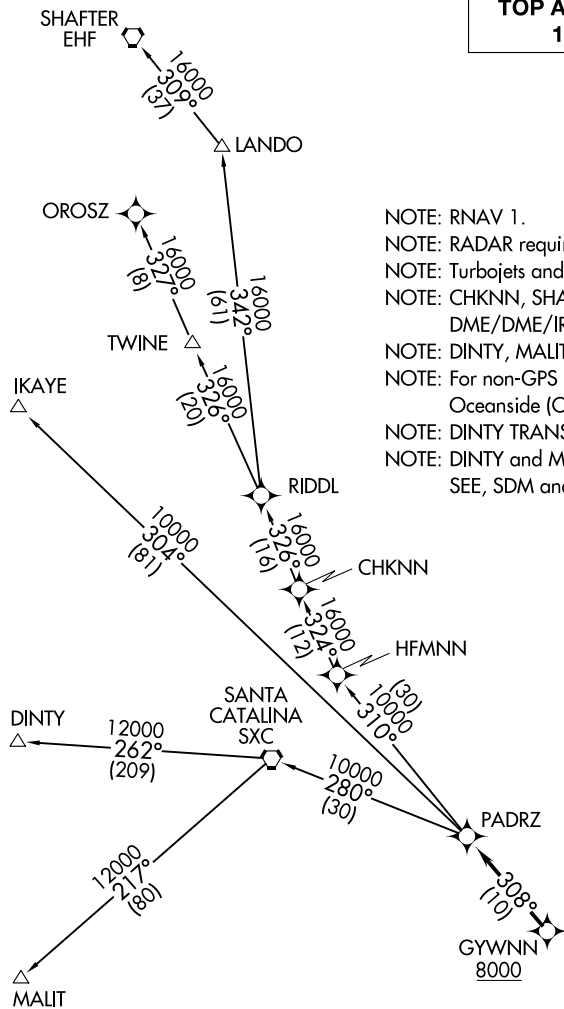 TOP A
1
SHAFTER
EHF
16000
309°
(37)
LANDO
OROSZ
16000
327°
(8)
16000
342°
(61)
TWINE
16000
326°
(20)
IKAYE
RIDDL
10000
304°
(81)
16000
326°
(16)
CHKNN
16000
324°
(12)
HFMNN
(30)
10000
310°
DINTY
12000
262°
(209)
SANTA
CATALINA
SXC
10000
280°
(30)
PADRZ
12000
217°
(80)
308°
(10)
GYWNN
8000
MALIT
NOTE: RNAV 1.
NOTE: RADAR requi
NOTE: Turbojets and
NOTE: CHKNN, SHA
DME/DME/IR
NOTE: DINTY, MALIT
NOTE: For non-GPS
Oceanside (O
NOTE: DINTY TRANS
NOTE: DINTY and M
SEE, SDM and